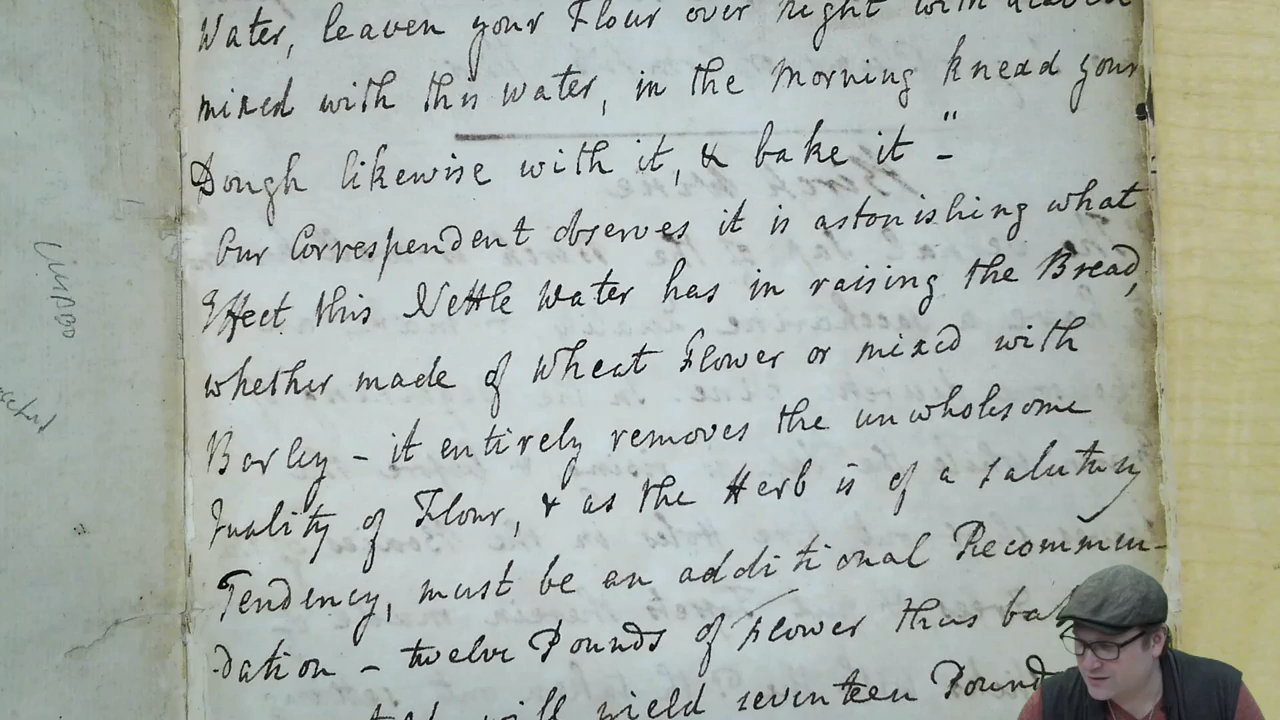 Water, leaven your Flour over night with leaven
mixed with this water, in the Morning knead your
Dough likewise with it, & bake it –"
Our Correspondent observes it is astonishing what
Effect this Nettle Water has in raising the Bread,
whether made of Wheat Flower or mixed with
Barley – it entirely removes the unwholesome
Quality of Flour, & as the Herb is of a salutary
Tendency, must be an additional Recommen-
-dation – twelve Pounds of Flower thus
will yield seventeen Pounds